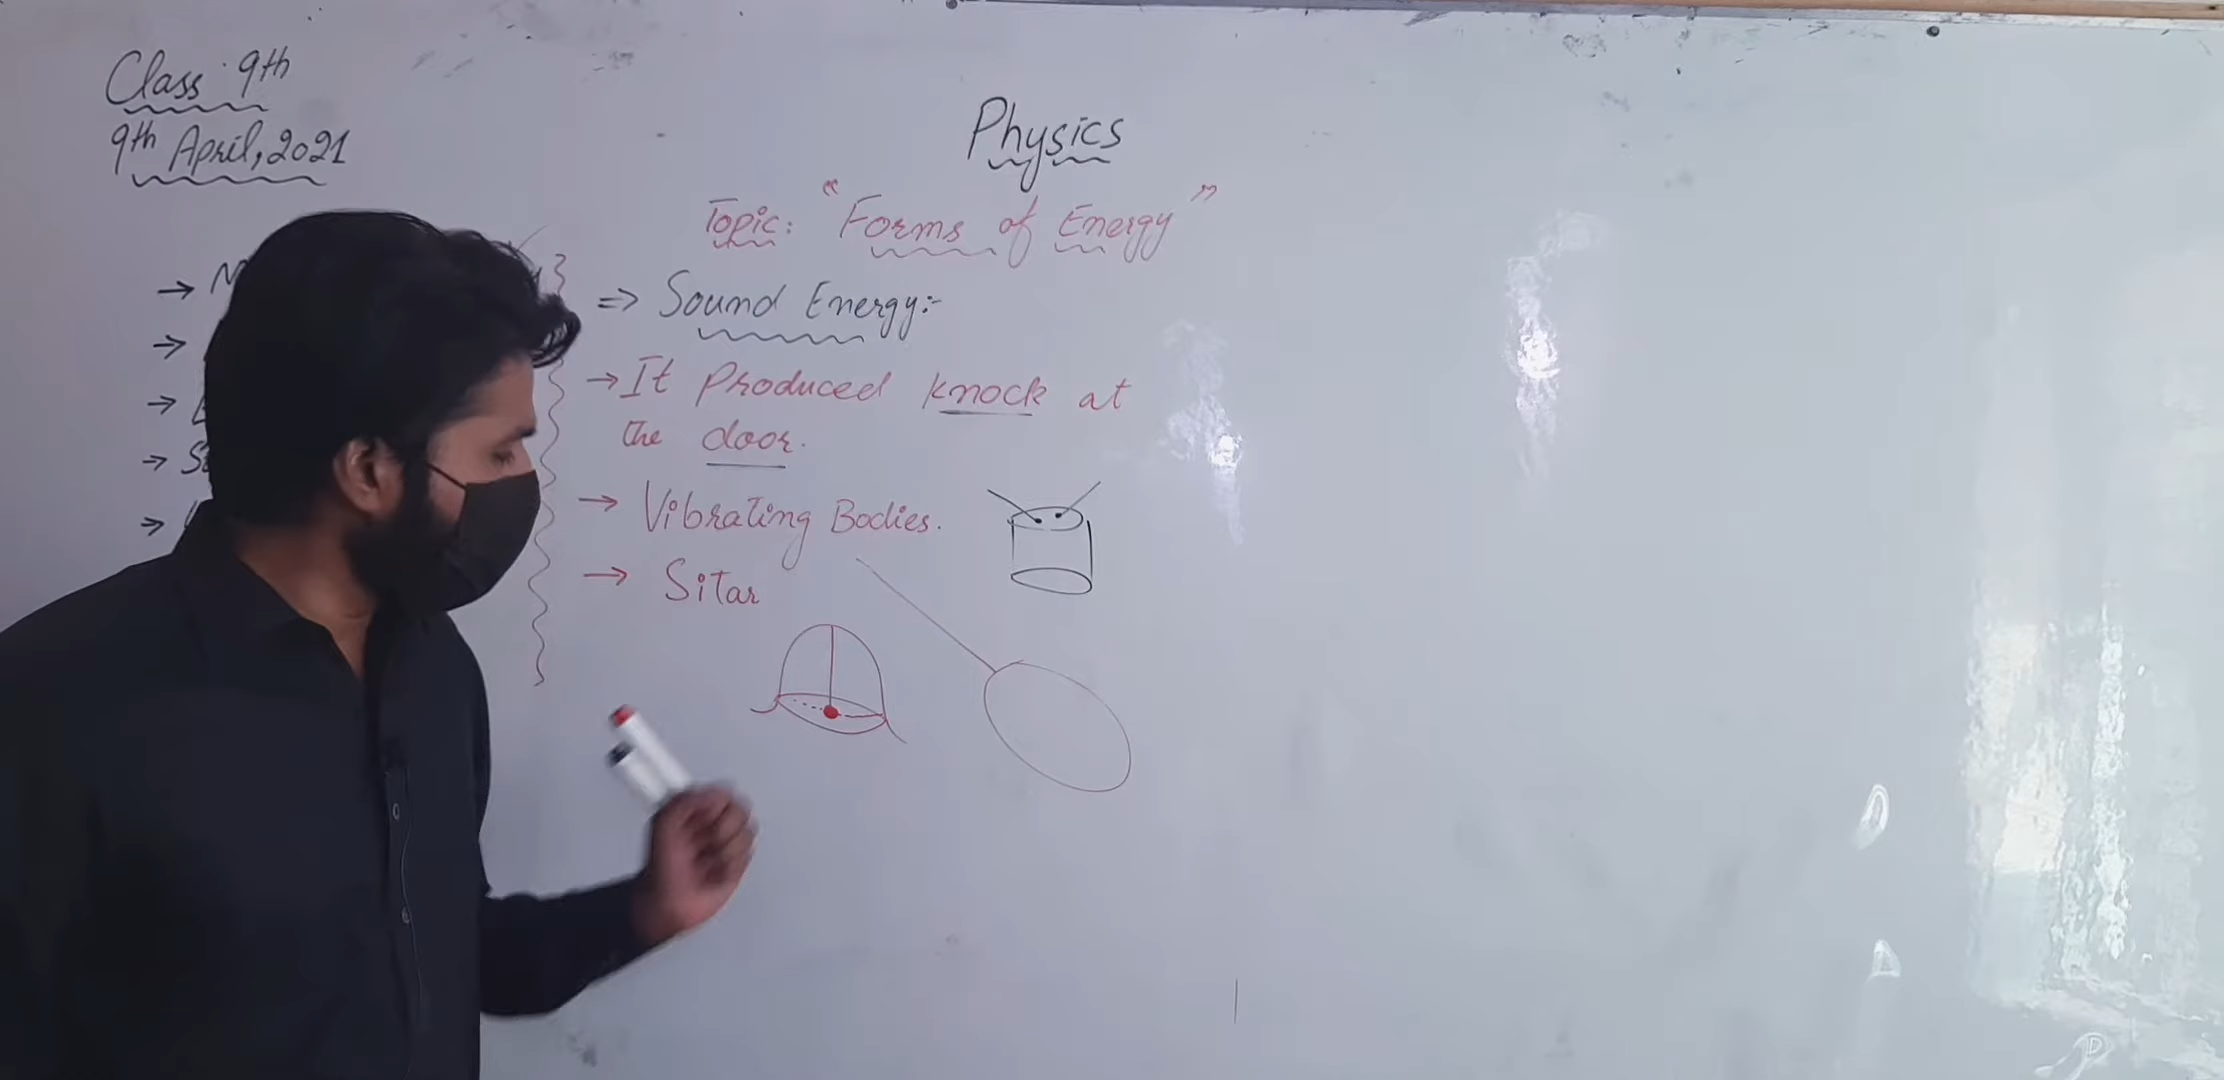 Class 9th
9th April, 2021
Physics
Topic: "Forms of Energy"
=> Sound Energy:-
→ It Produced knock at
the door.
→ Vibrating Bodies.
→ Sitar